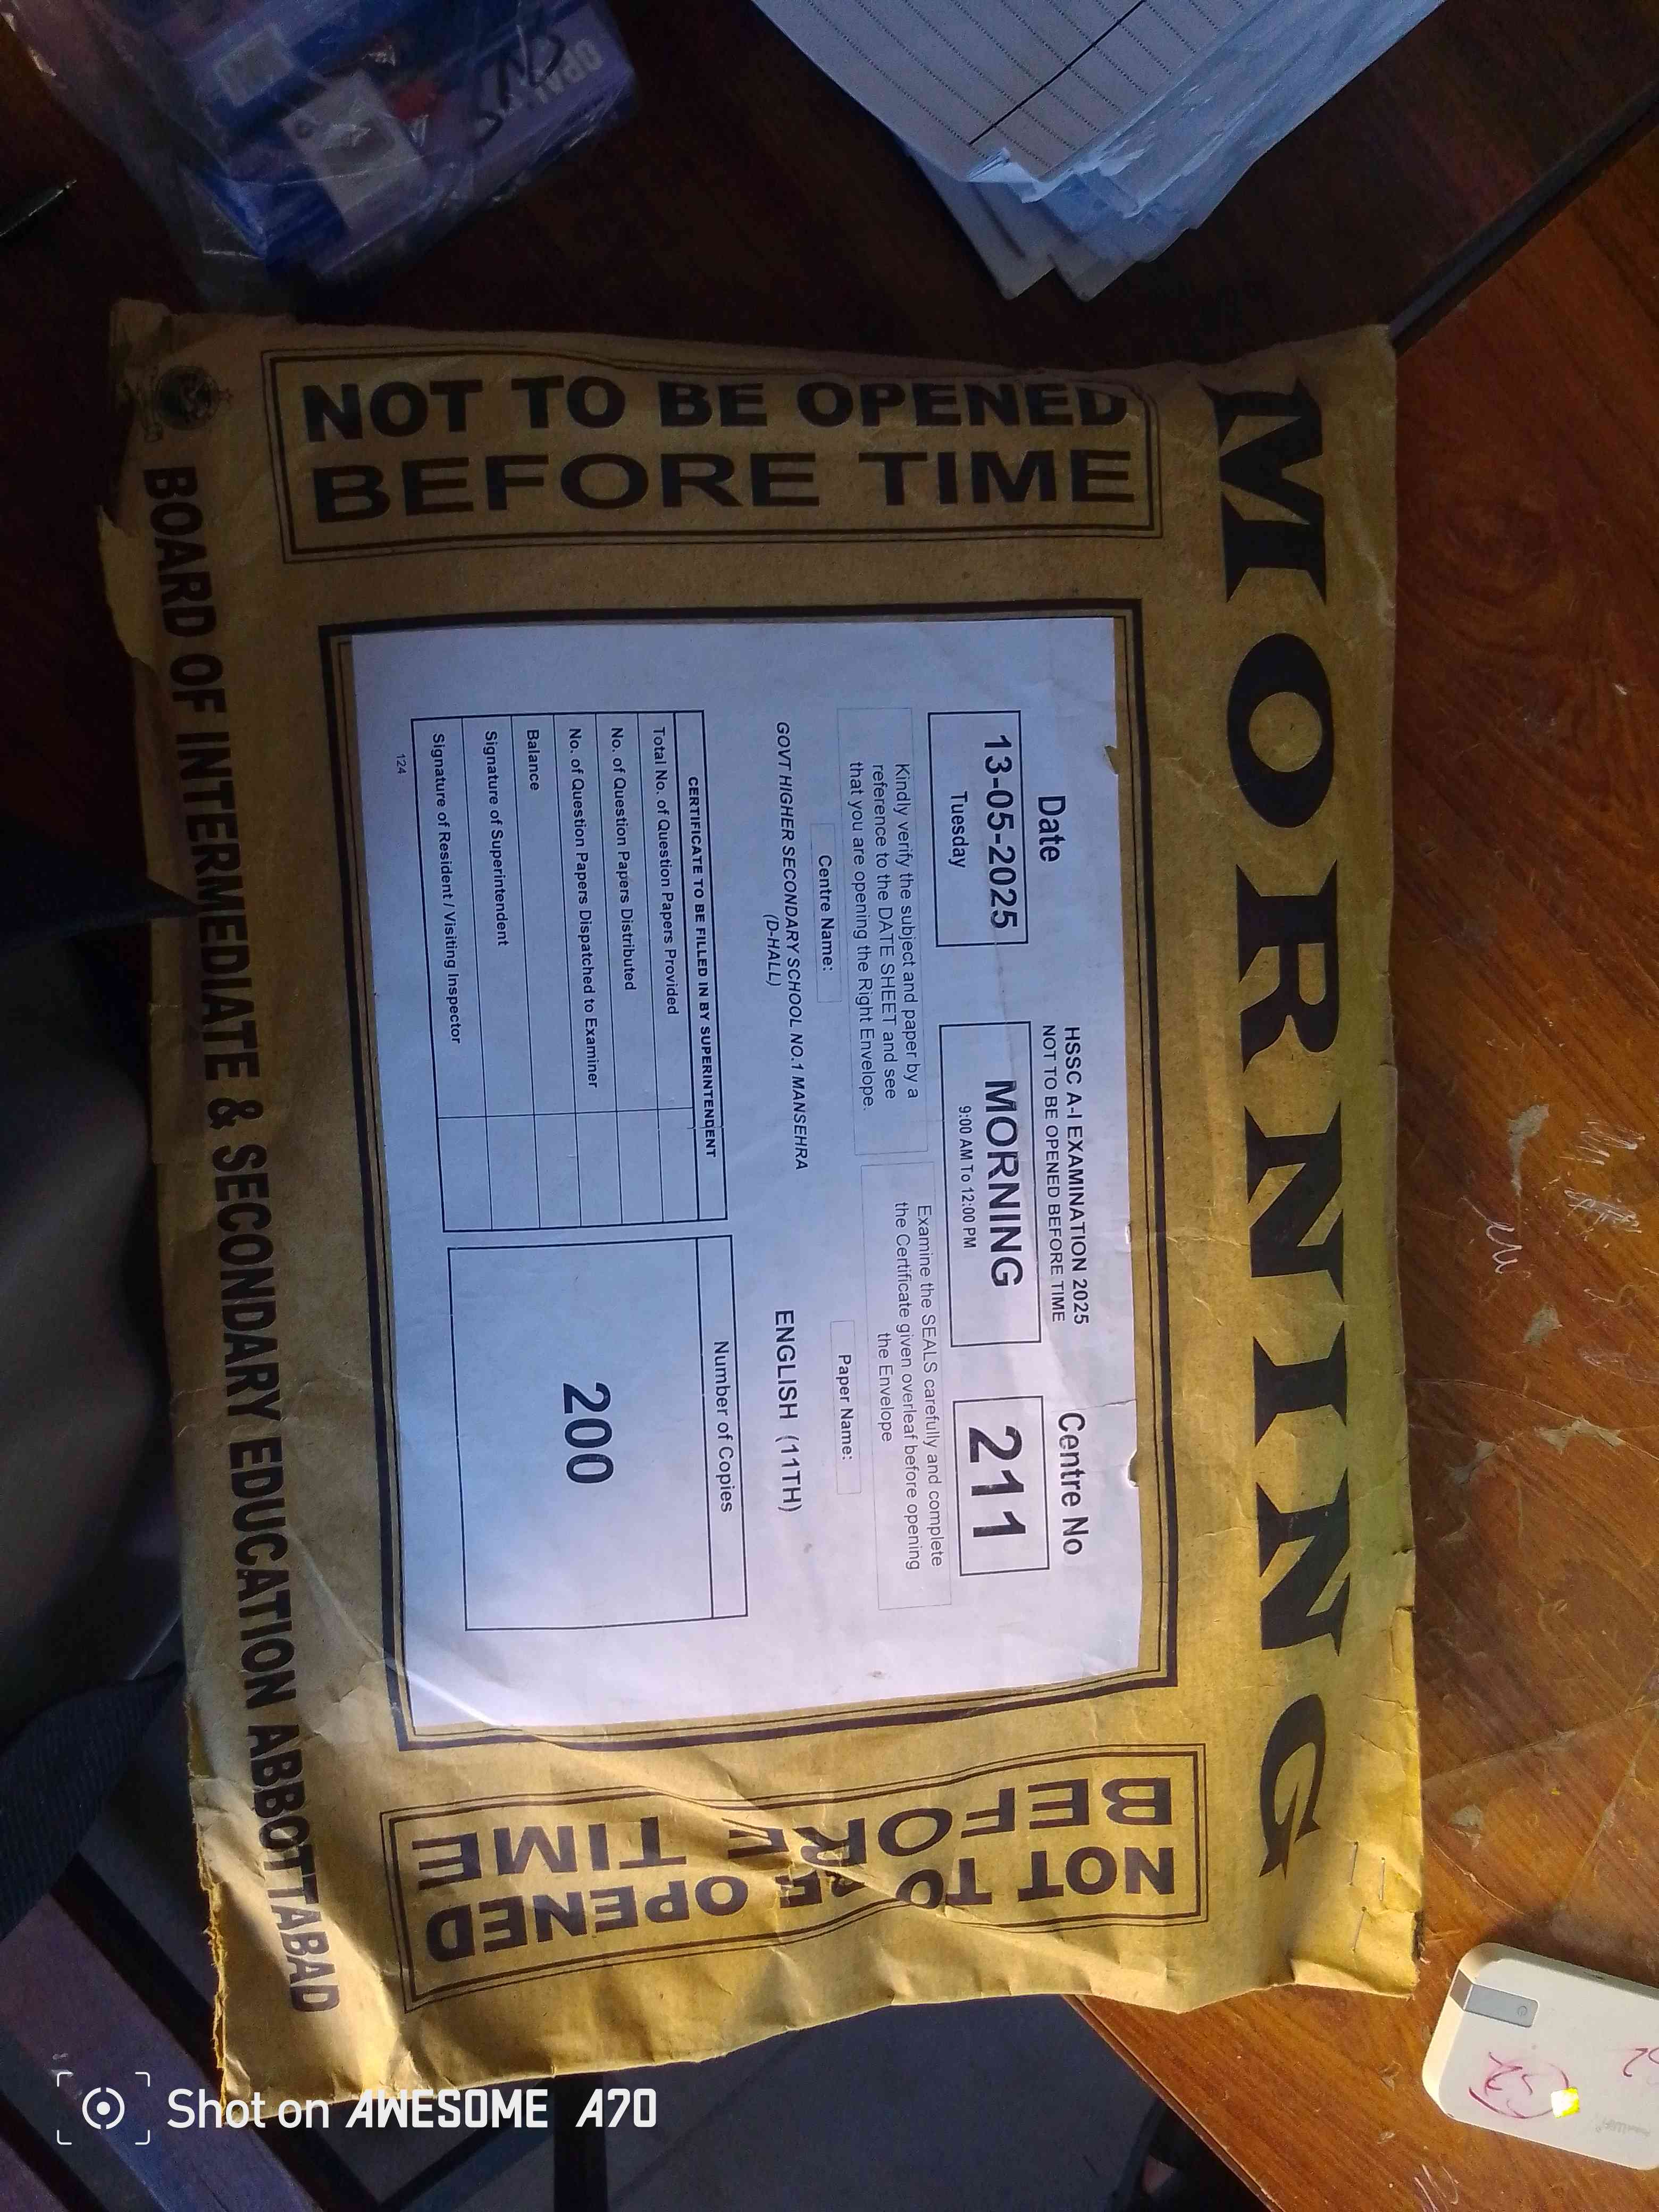 MORNING
NOT TO BE OPENED
BEFORE TIME
HSSC A-I EXAMINATION 2025
NOT TO BE OPENED BEFORE TIME
Date
13-05-2025
Tuesday
MORNING
9:00 AM To 12:00 PM
Centre No
211
Kindly verify the subject and paper by a
reference to the DATE SHEET and see
that you are opening the Right Envelope.
Examine the SEALS carefully and complete
the Certificate given overleaf before opening
the Envelope
Centre Name:
GOVT HIGHER SECONDARY SCHOOL NO.1 MANSEHRA
(D-HALL)
Paper Name:
ENGLISH (11TH)
CERTIFICATE TO BE FILLED IN BY SUPERINTENDENT
Total No. of Question Papers Provided
No. of Question Papers Distributed
No. of Question Papers Dispatched to Examiner
Balance
Signature of Superintendent
Signature of Resident / Visiting Inspector
Number of Copies
200
124
NOT TO BE OPENED
BEFORE TIME
BOARD OF INTERMEDIATE & SECONDARY EDUCATION ABBOTTABAD
OPAL
Shot on AWESOME A70